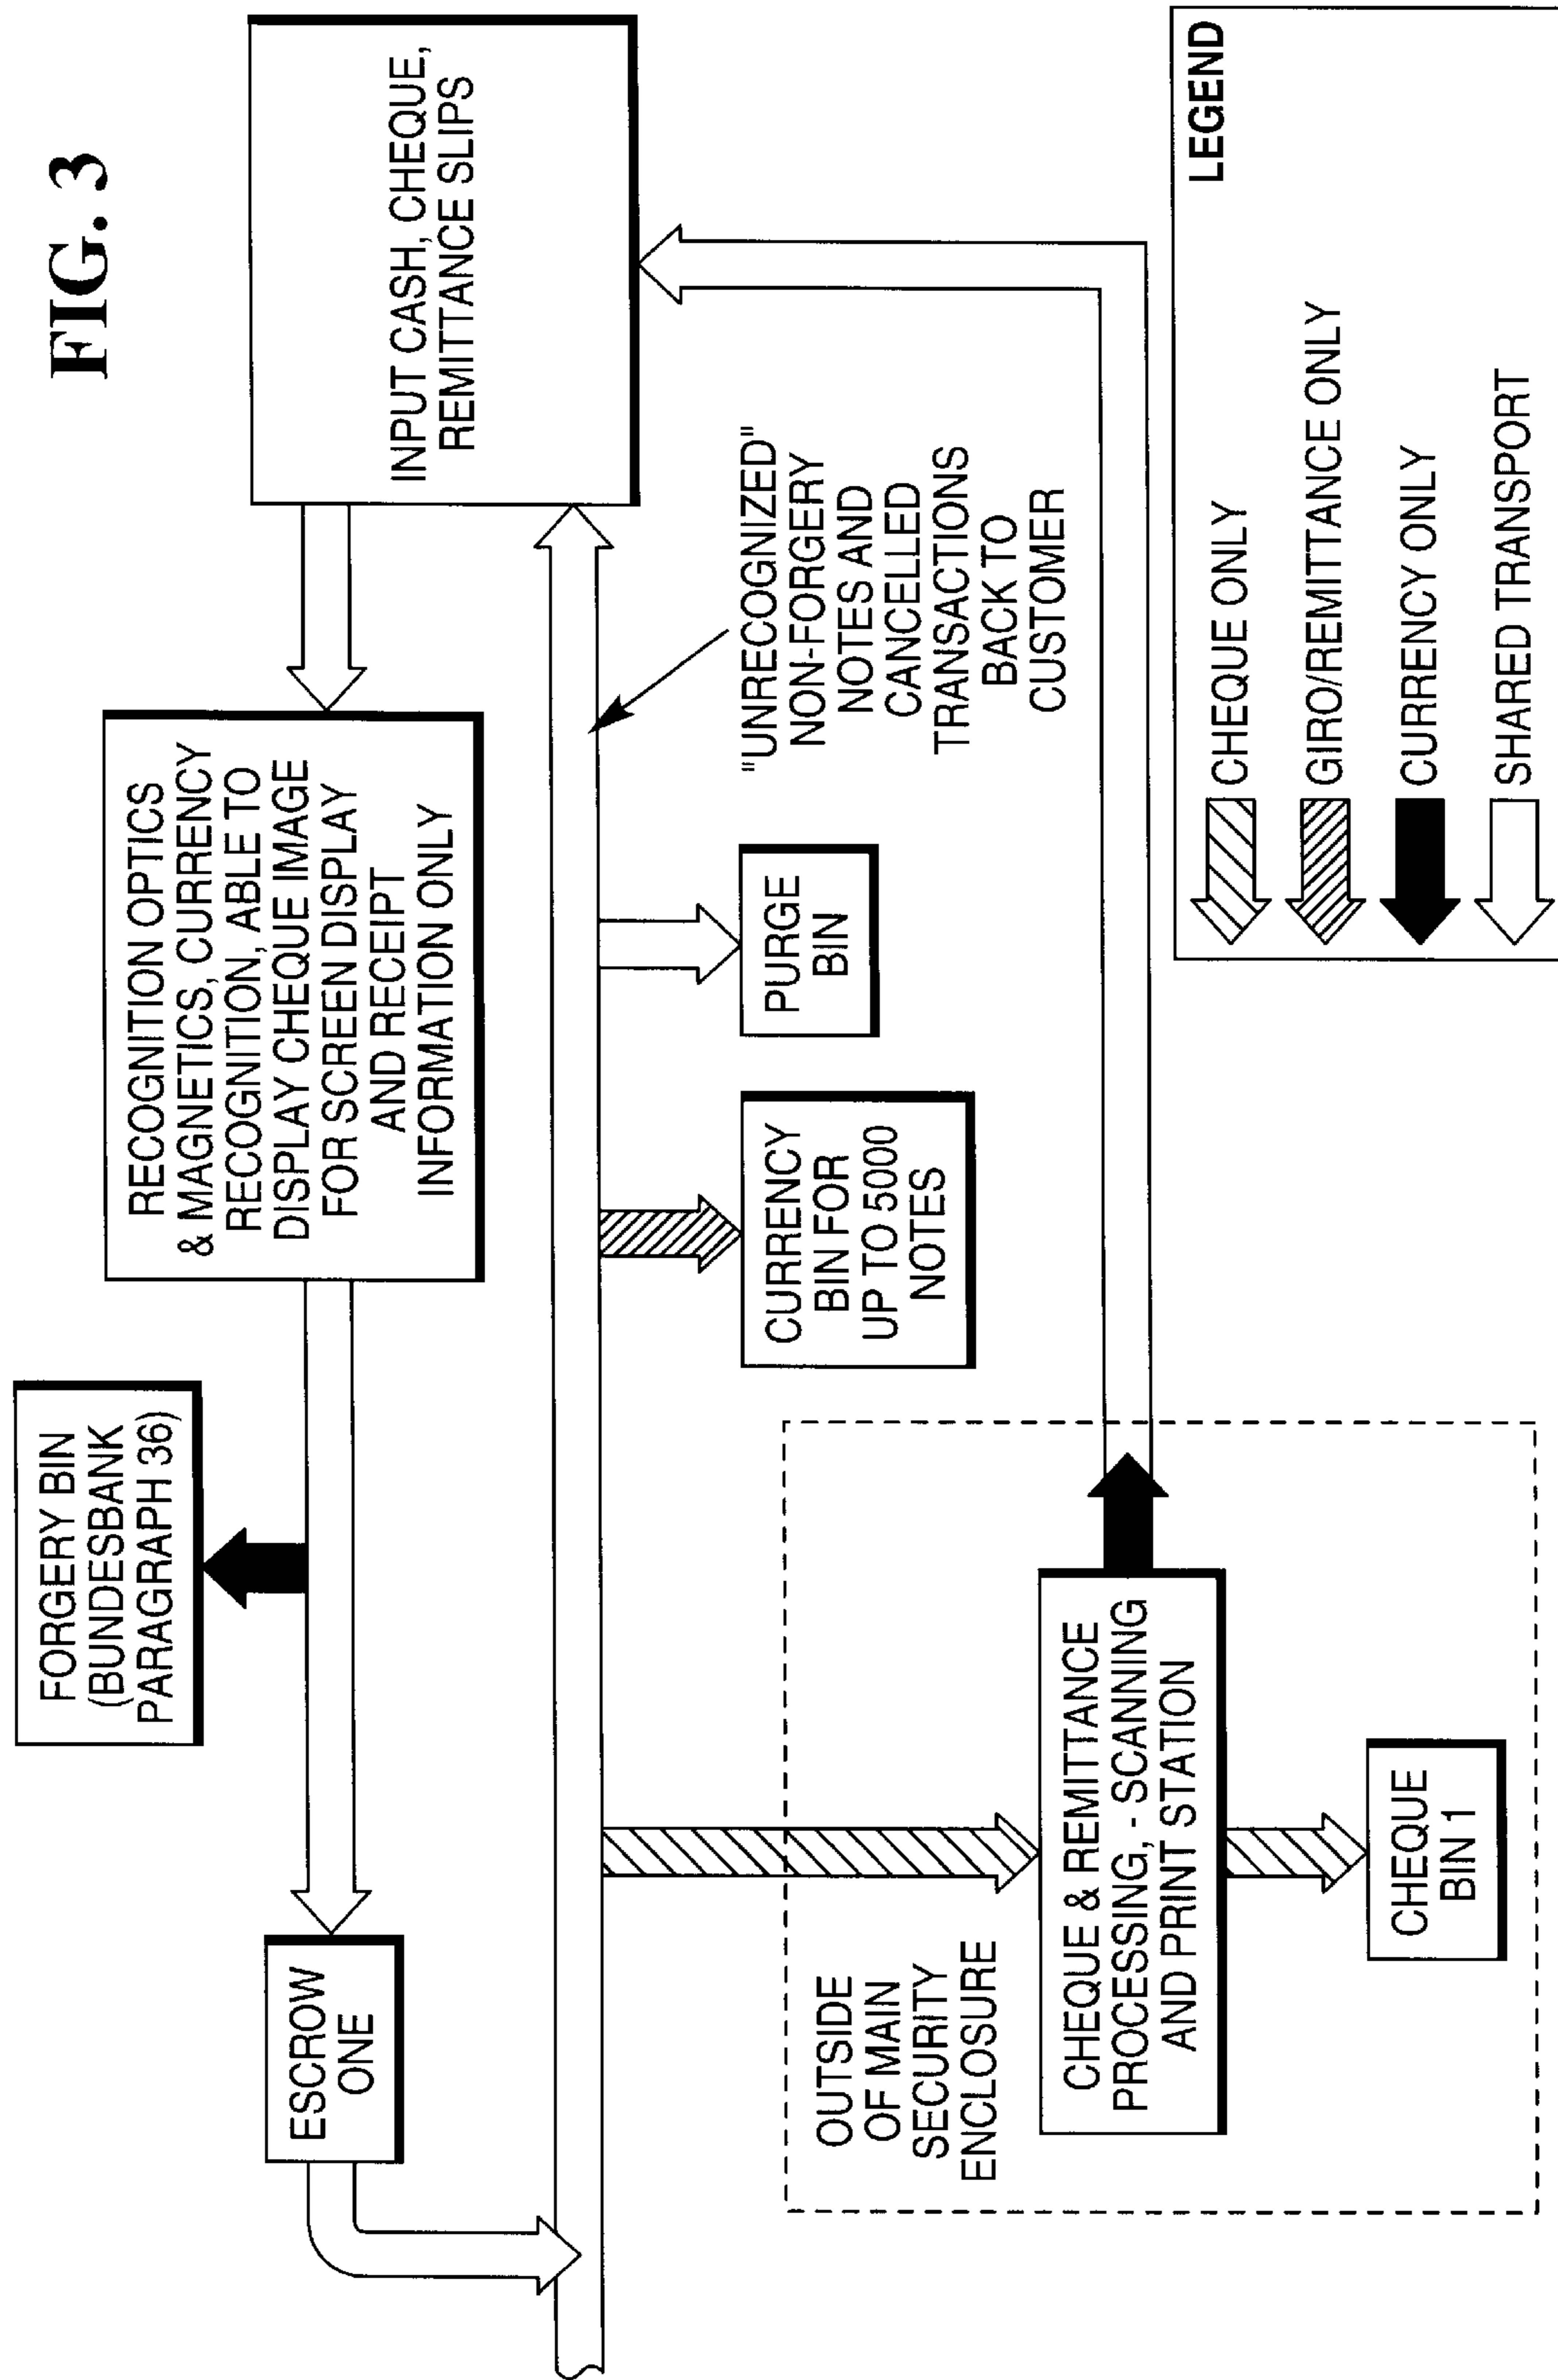 FIG. 3
FORGERY BIN
(BUNDESBANK
PARAGRAPH 36)
ESCROW
ONE
RECOGNITION OPTICS
& MAGNETICS, CURRENCY
RECOGNITION, ABLE TO
DISPLAY CHEQUE IMAGE
FOR SCREEN DISPLAY
AND RECEIPT
INFORMATION ONLY
INPUT CASH, CHEQUE,
REMITTANCE SLIPS
"UNRECOGNIZED"
NON-FORGERY
NOTES AND
CANCELLED
TRANSACTIONS
BACK TO
CUSTOMER
OUTSIDE
OF MAIN
SECURITY
ENCLOSURE
CURRENCY
BIN FOR
UP TO 5000
NOTES
PURGE
BIN
CHEQUE & REMITTANCE
PROCESSING, - SCANNING
AND PRINT STATION
CHEQUE
BIN 1
LEGEND
CHEQUE ONLY
GIRO/REMITTANCE ONLY
CURRENCY ONLY
SHARED TRANSPORT